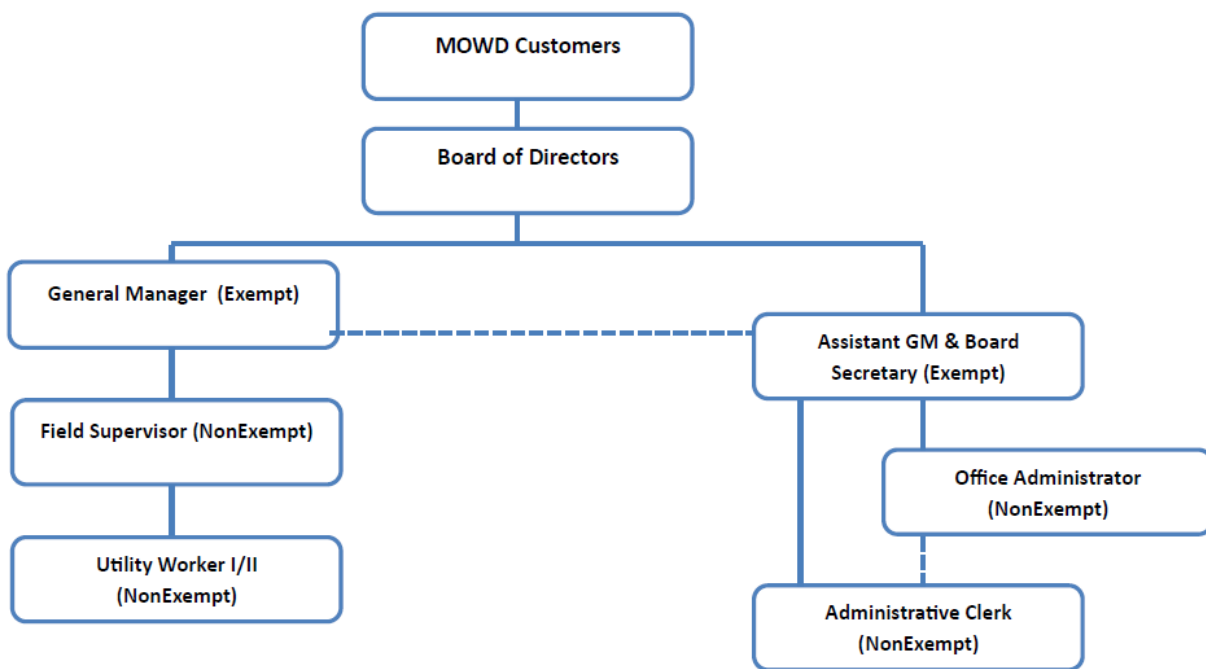 MOWD Customers
Board of Directors
General Manager  (Exempt)
Assistant GM & Board
Secretary (Exempt)
Field Supervisor (NonExempt)
Office Administrator
(NonExempt)
Utility Worker I/II
(NonExempt)
Administrative Clerk
(NonExempt)